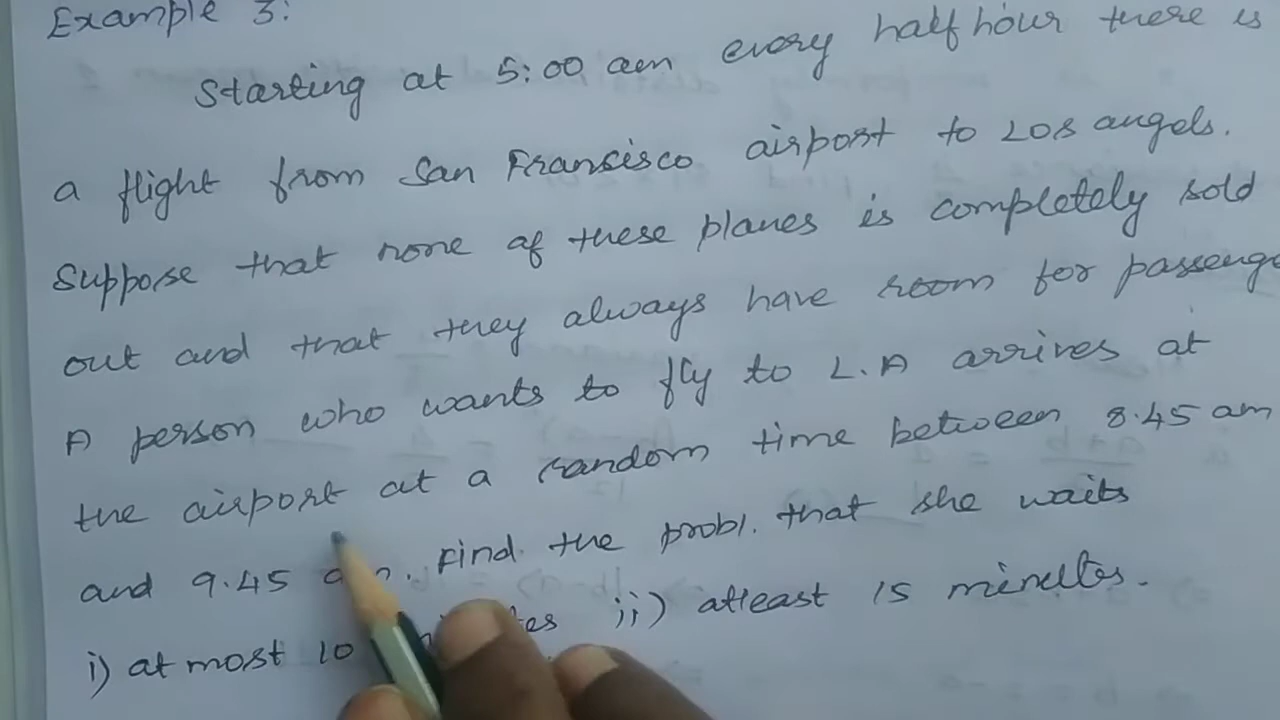 Example 3:
Starting at 5:00 am every half hour there is
a flight from San Fransisco airport to Los angels.
Suppose that none of these planes is completely sold
out and that they always have room for passenge
A person who wants to fly to L.A arrives at
the airport at a random time between 8.45 am
and 9.45 . Find the probl. that she waits
i) at most 10 ii) atleast 15 minutes.